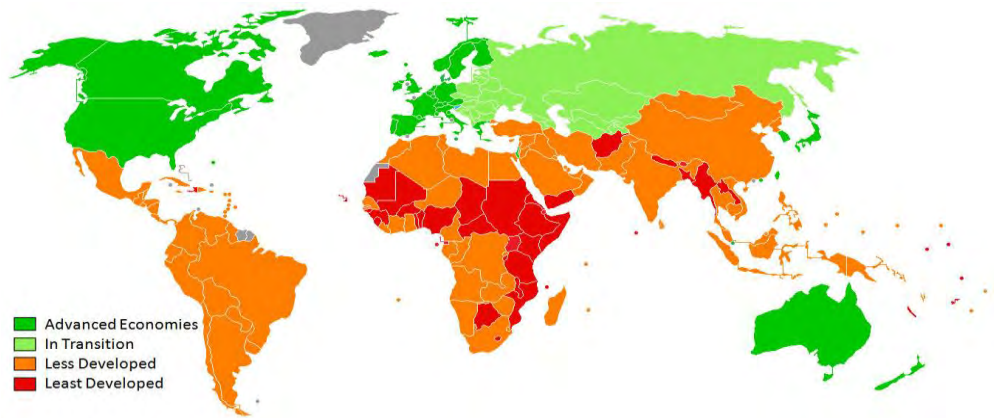 Advanced Economies
In Transition
Less Developed
Least Developed